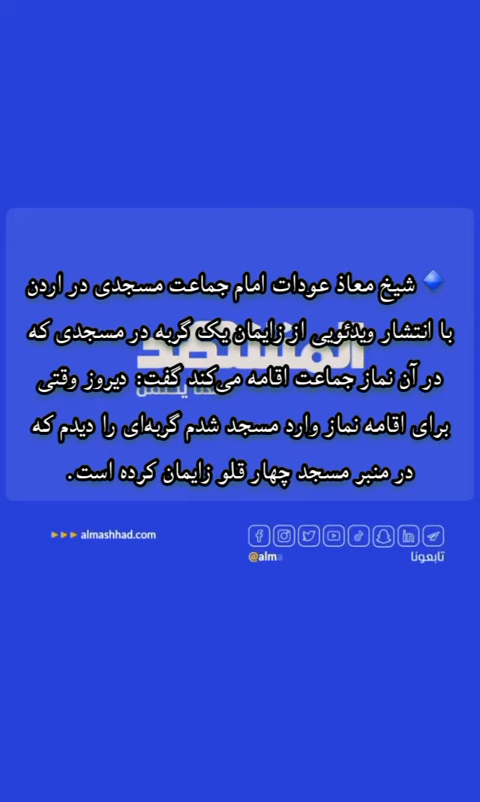 🔹 شیخ معاذ عودات امام جماعت مسجدی در اردن
با انتشار ویدئویی از زایمان یک گربه در مسجدی که
در آن نماز جماعت اقامه می‌کند گفت: دیروز وقتی
برای اقامه نماز وارد مسجد شدم گربه‌ای را دیدم که
در منبر مسجد چهار قلو زایمان کرده است.
المشهد
almashhad.com
@alma
تابعونا